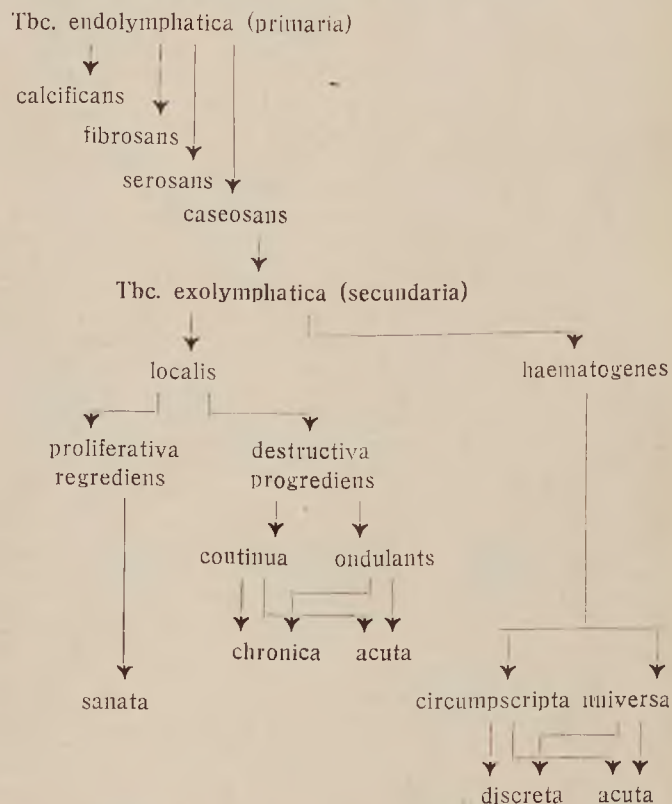 Tbc. endolymphatica (primaria)
calcificans
fibrosans
serosans
caseosans
Tbc. exolymphatica (secundaria)
localis haematogenes
proliferativa destructiva
regrediens progrediens
continua ondulants
chronica acuta
sanata circumpscripta universa
discreta acuta